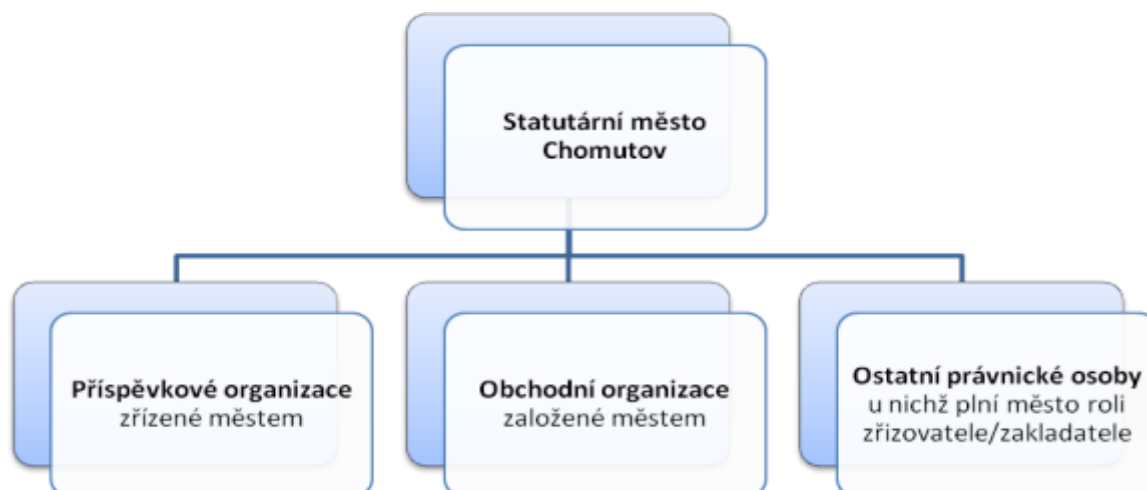 Statutární město
Chomutov
Příspěvkové organizace
zřízené městem
Obchodní organizace
založené městem
Ostatní právnické osoby
u nichž plní město roli
zřizovatele/zakladatele